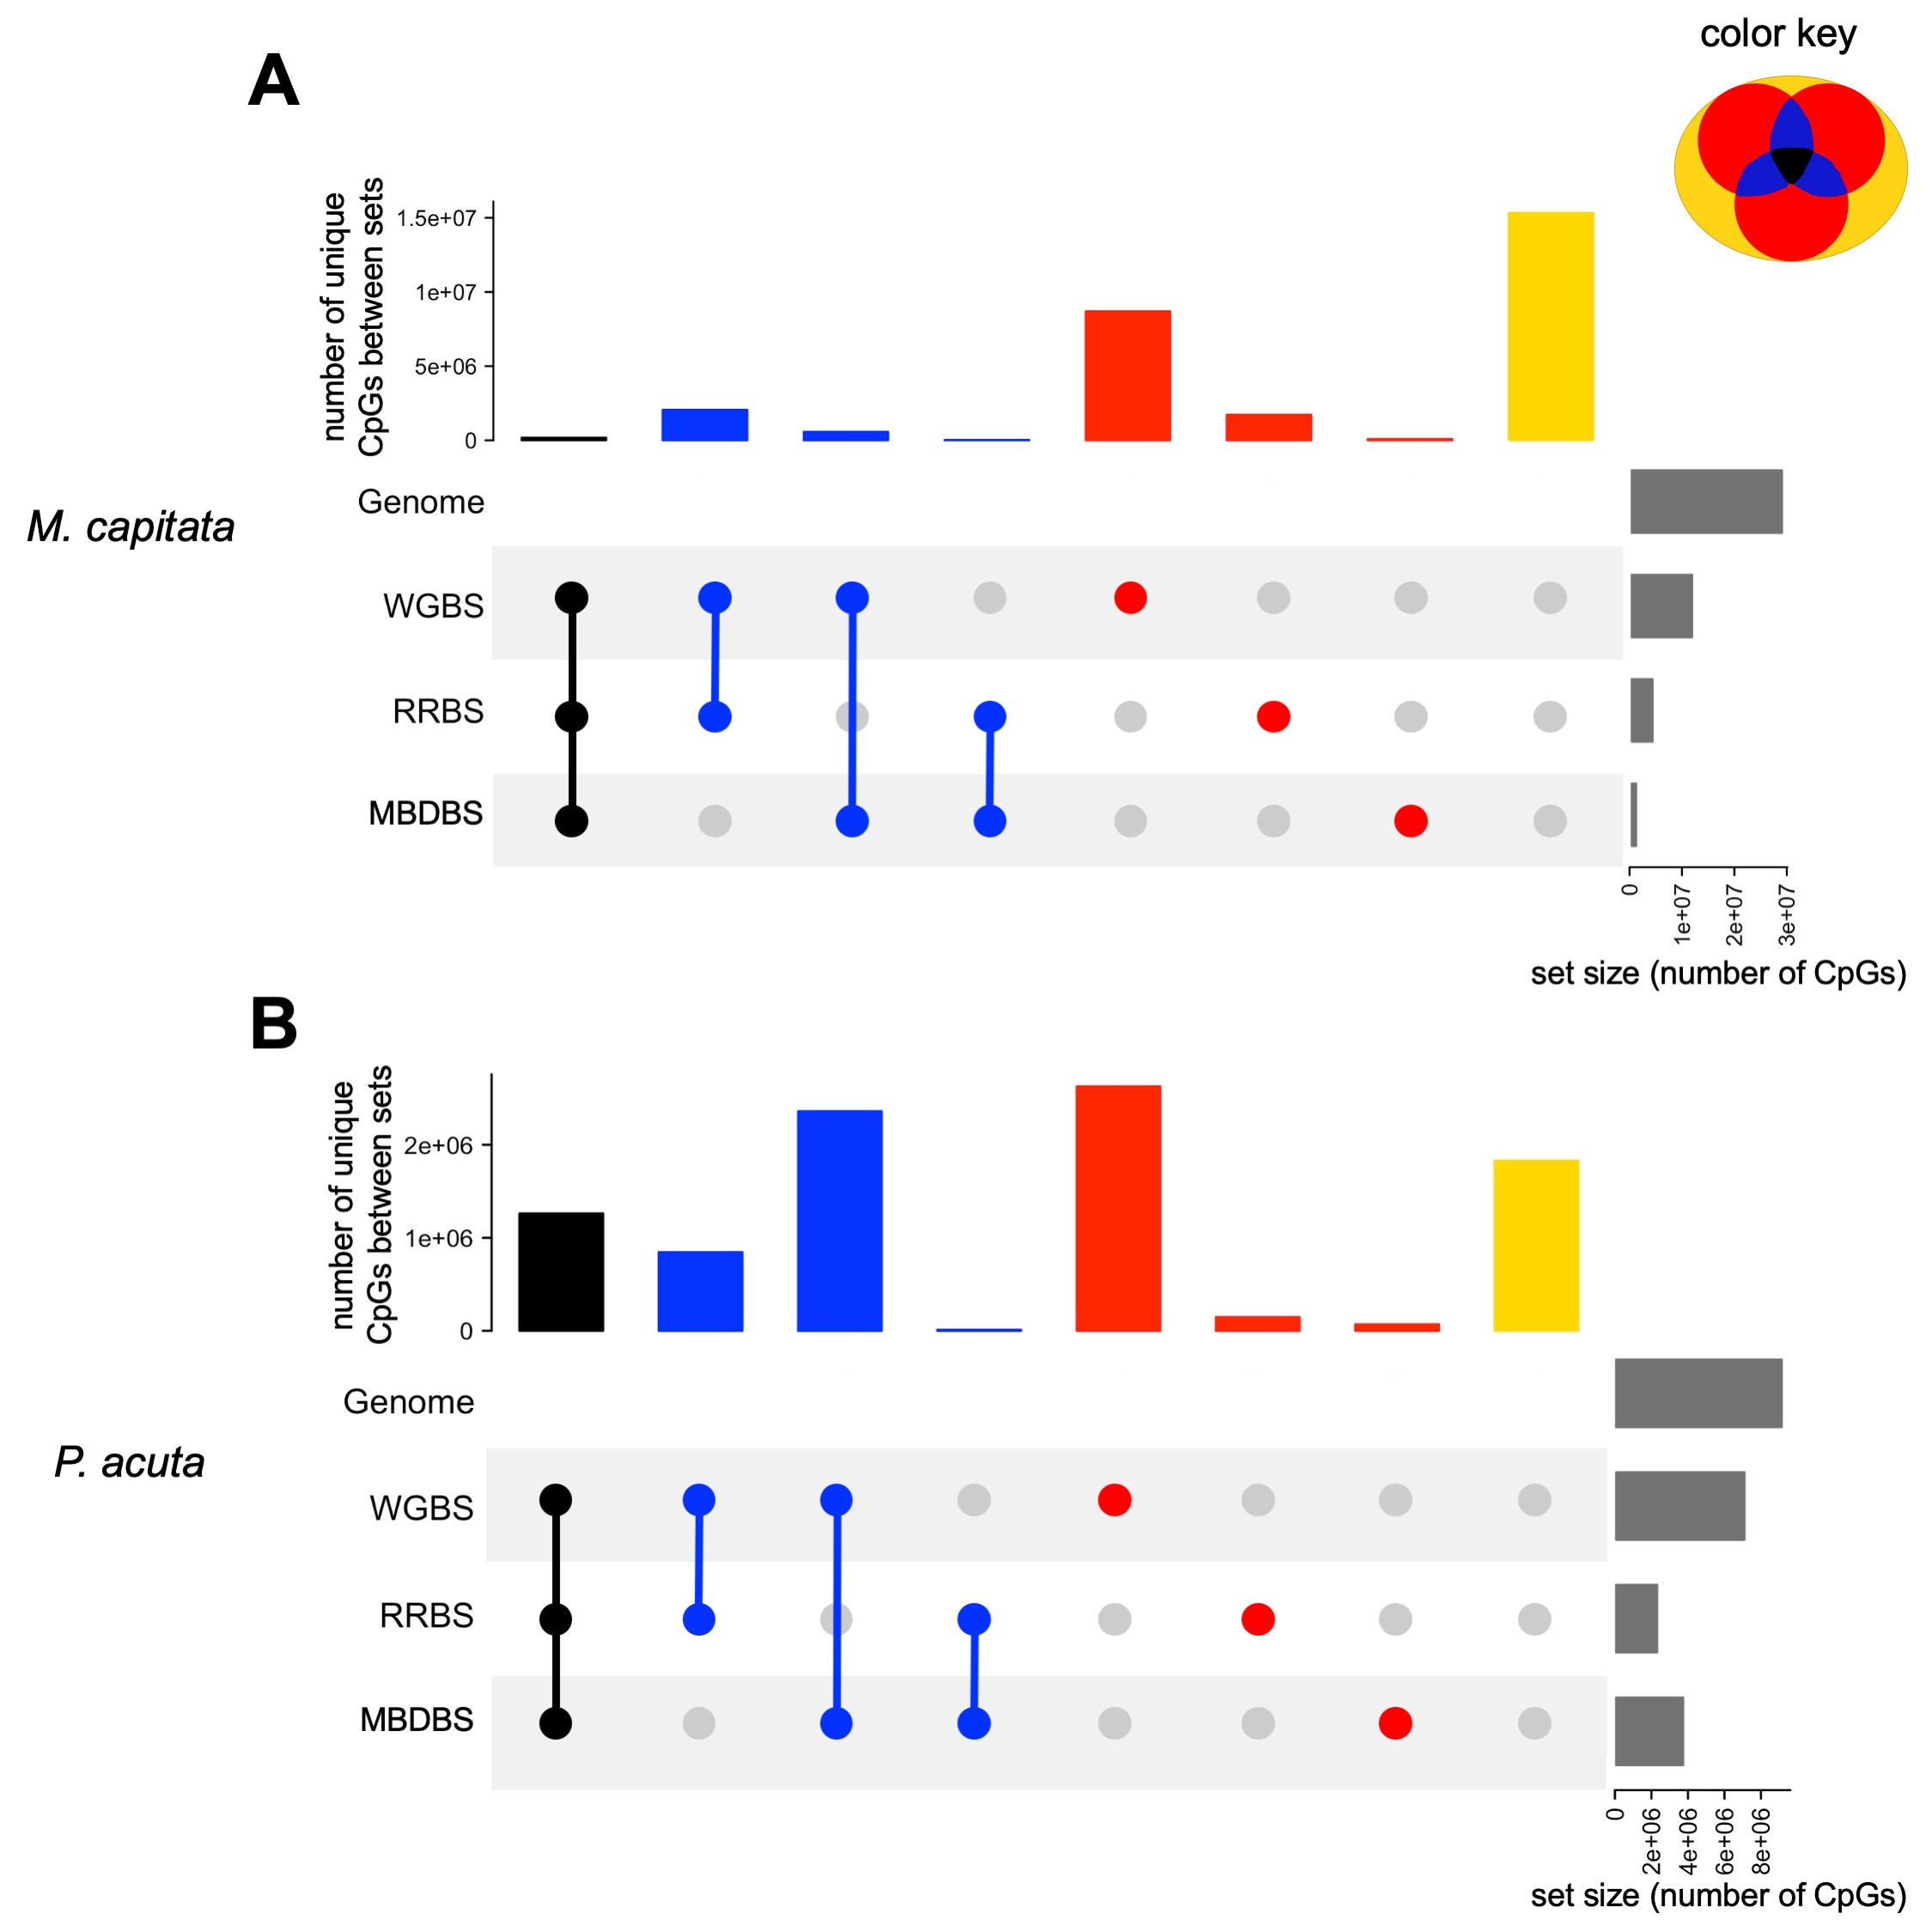 color key
A
number of unique
CpGs between sets
1.5e+07
1e+07
5e+06
0
M. capitata
Genome
WGBS
RRBS
MBDBS
0
1e+07
2e+07
3e+07
set size (number of CpGs)
B
number of unique
CpGs between sets
2e+06
1e+06
0
P. acuta
Genome
WGBS
RRBS
MBDBS
0
2e+06
4e+06
6e+06
8e+06
set size (number of CpGs)